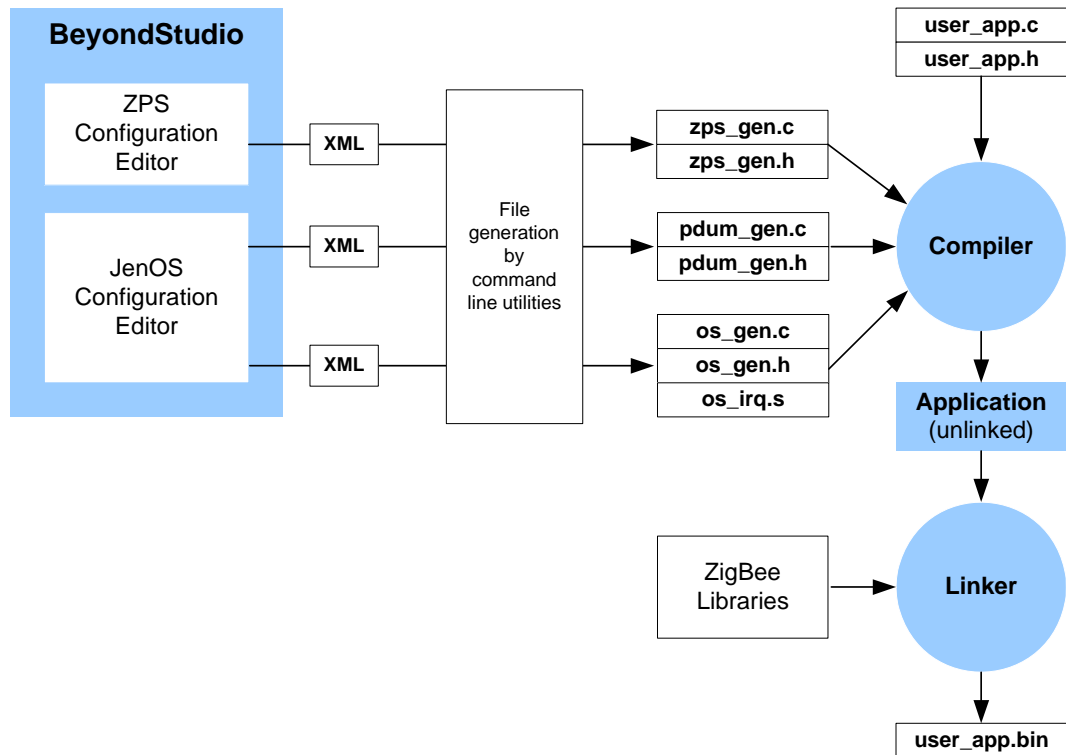 BeyondStudio
ZPS
Configuration
Editor
JenOS
Configuration
Editor
XML
XML
XML
File
generation
by
command
line utilities
zps_gen.c
zps_gen.h
pdum_gen.c
pdum_gen.h
os_gen.c
os_gen.h
os_irq.s
user_app.c
user_app.h
Compiler
Application
(unlinked)
ZigBee
Libraries
Linker
user_app.bin